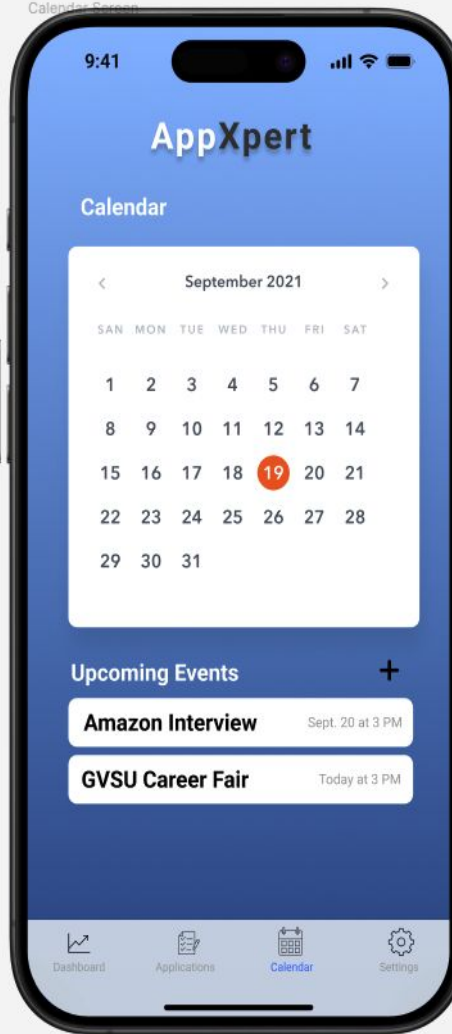 Calendar Screen
9:41
AppXpert
Calendar
< September 2021 >
SAN MON TUE WED THU FRI SAT
1 2 3 4 5 6 7
8 9 10 11 12 13 14
15 16 17 18 19 20 21
22 23 24 25 26 27 28
29 30 31
Upcoming Events +
Amazon Interview Sept. 20 at 3 PM
GVSU Career Fair Today at 3 PM
Dashboard Applications Calendar Settings